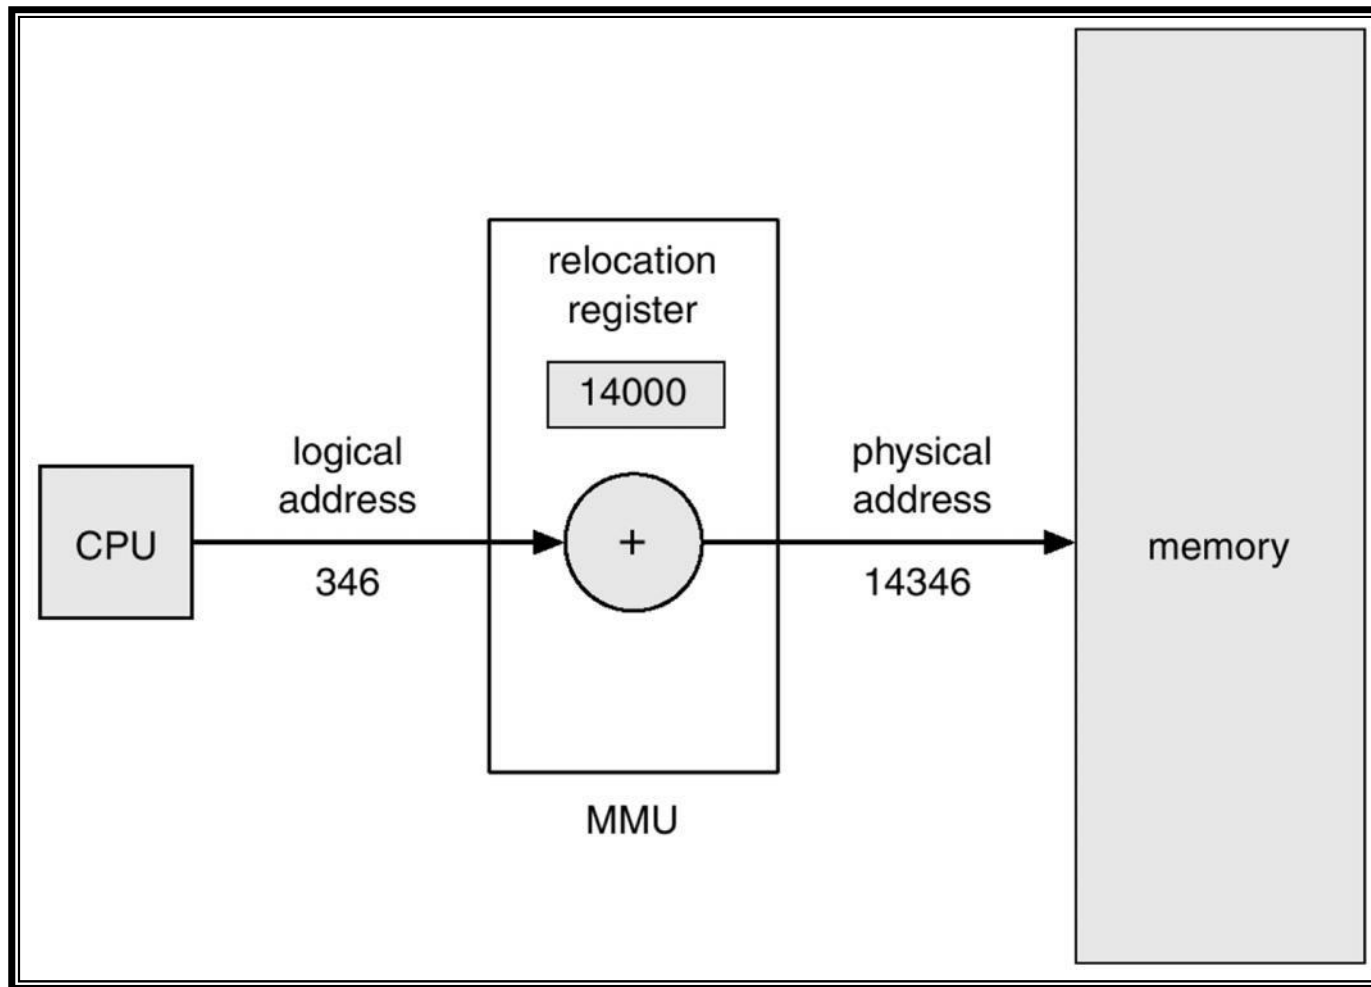 relocation
register
14000
logical
address
physical
address
CPU
+
memory
346
14346
MMU